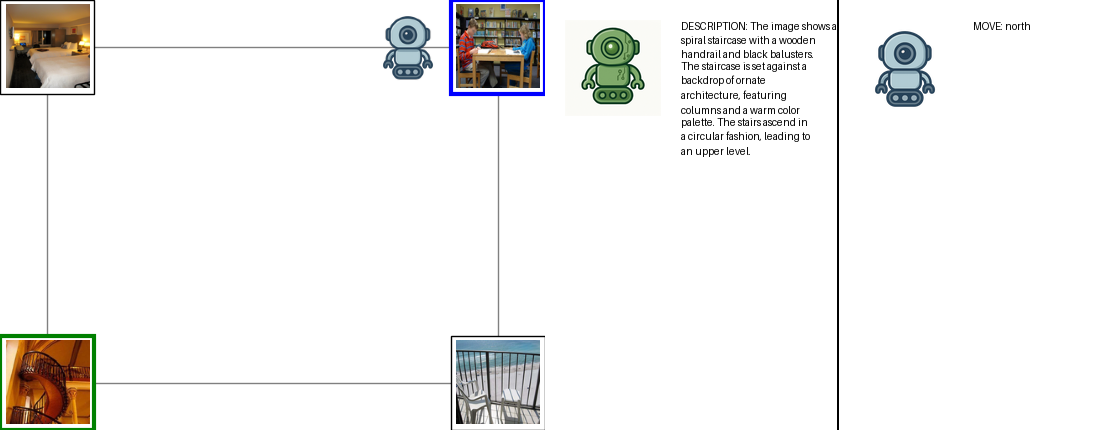 DESCRIPTION: The image shows a
spiral staircase with a wooden
handrail and black balusters.
The staircase is set against a
backdrop of ornate
architecture, featuring
columns and a warm color
palette. The stairs ascend in
a circular fashion, leading to
an upper level.
MOVE: north